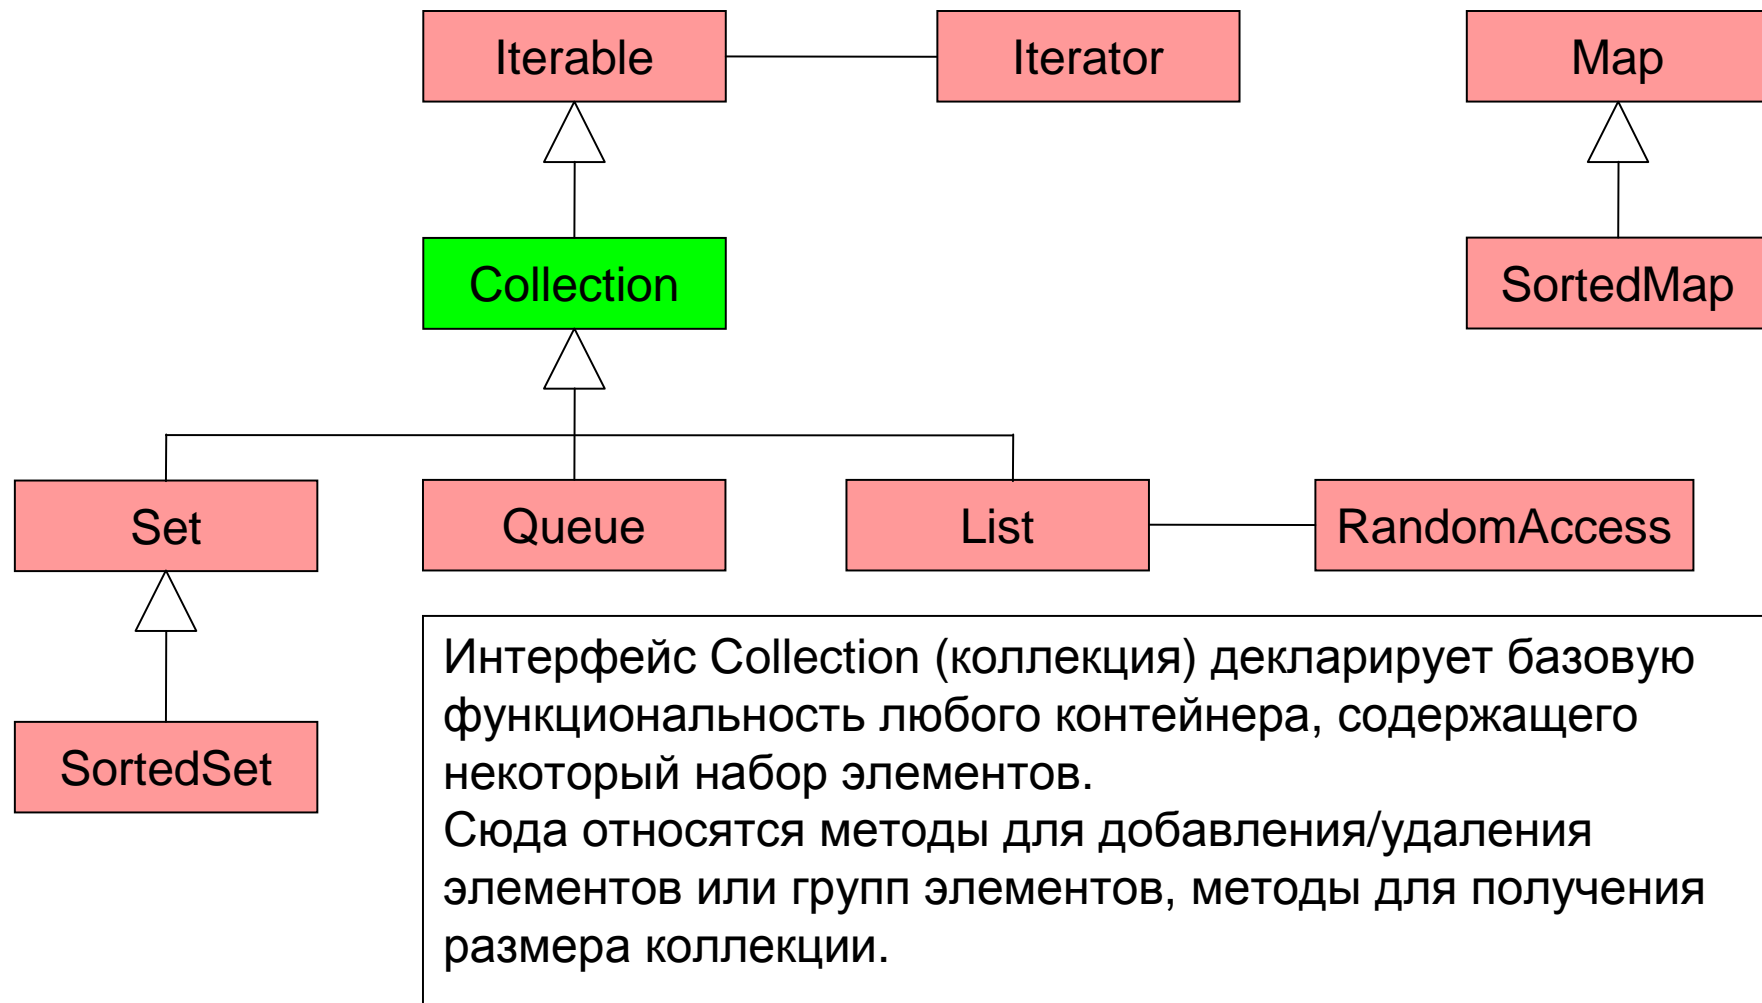 Iterable
Iterator
Map
Collection
SortedMap
Set
Queue
List
RandomAccess
SortedSet
Интерфейс Collection (коллекция) декларирует базовую
функциональность любого контейнера, содержащего
некоторый набор элементов.
Сюда относятся методы для добавления/удаления
элементов или групп элементов, методы для получения
размера коллекции.